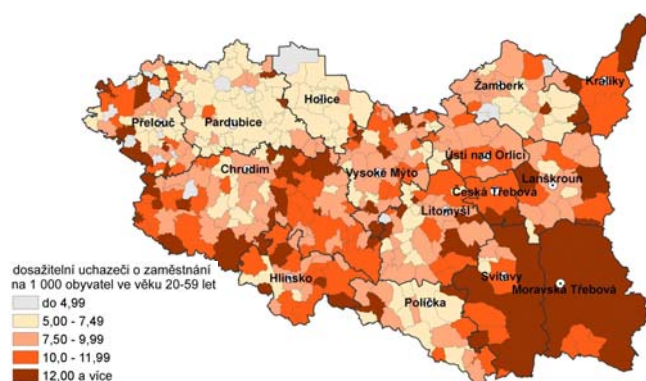 Králíky
Žamberk
Holice
Přelouč
Pardubice
Ústí nad Orlicí
Chrudim
Vysoké Mýto
Lanškroun
Česká Třebová
Litomyšl
Svitavy
Hlinsko
Moravská Třebová
Polička
dosažitelní uchazeči o zaměstnání
na 1 000 obyvatel ve věku 20-59 let
do 4,99
5,00 - 7,49
7,50 - 9,99
10,0 - 11,99
12,00 a více